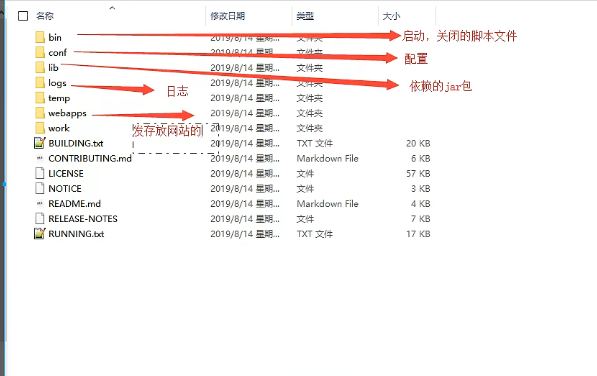 名称 修改日期 类型 大小
bin 2019/8/14 星期... 文件夹 启动，关闭的脚本文件
conf 2019/8/14 星期... 文件夹 配置
lib 2019/8/14 星期... 文件夹 依赖的jar包
logs 2019/8/14 星期... 文件夹 日志
temp 2019/8/14 星期... 文件夹
webapps 2019/8/14 星期... 文件夹
work 发存放网站的 2019/8/14 星期... 文件夹
BUILDING.txt 2019/8/14 星期... TXT 文件 20 KB
CONTRIBUTING.md 2019/8/14 星期... Markdown File 6 KB
LICENSE 2019/8/14 星期... 文件 57 KB
NOTICE 2019/8/14 星期... 文件 3 KB
README.md 2019/8/14 星期... Markdown File 4 KB
RELEASE-NOTES 2019/8/14 星期... 文件 7 KB
RUNNING.txt 2019/8/14 星期... TXT 文件 17 KB